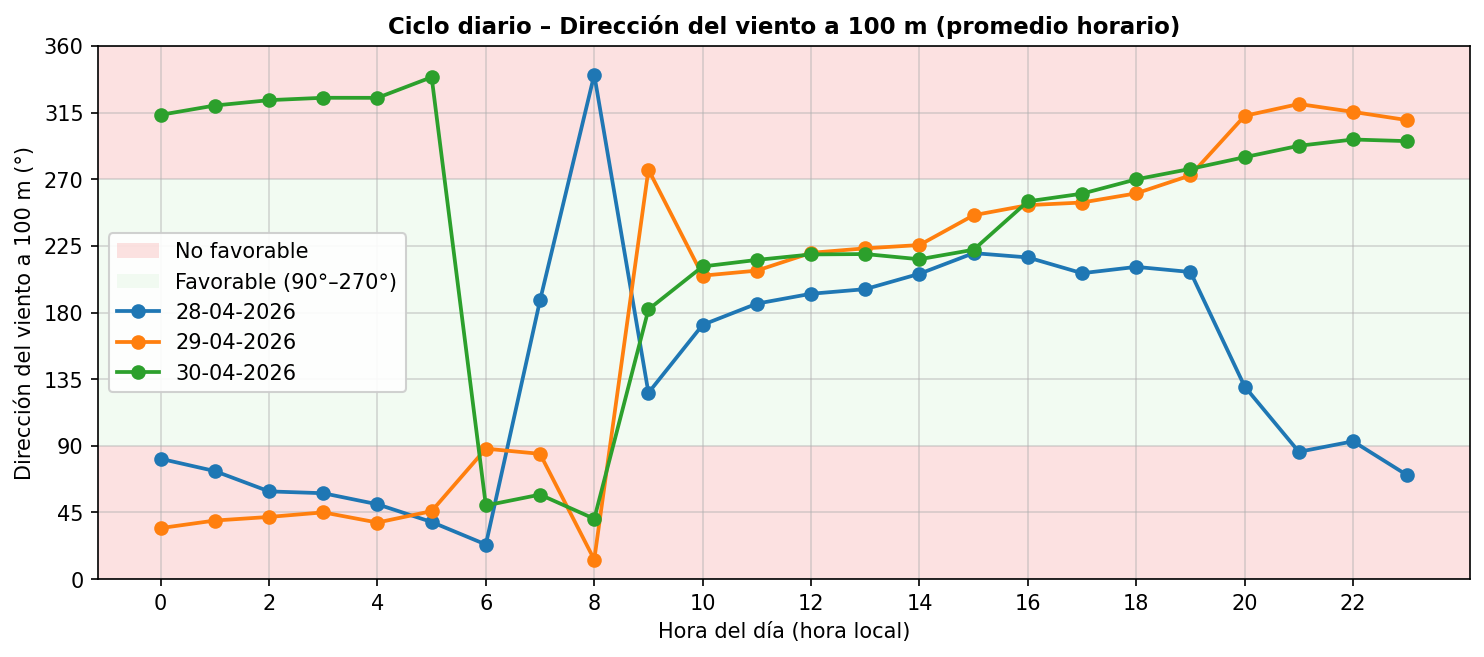 Ciclo diario – Dirección del viento a 100 m (promedio horario)
Dirección del viento a 100 m (°)
360
315
270
225
180
135
90
45
0
No favorable
Favorable (90°–270°)
28-04-2026
29-04-2026
30-04-2026
0 2 4 6 8 10 12 14 16 18 20 22
Hora del día (hora local)